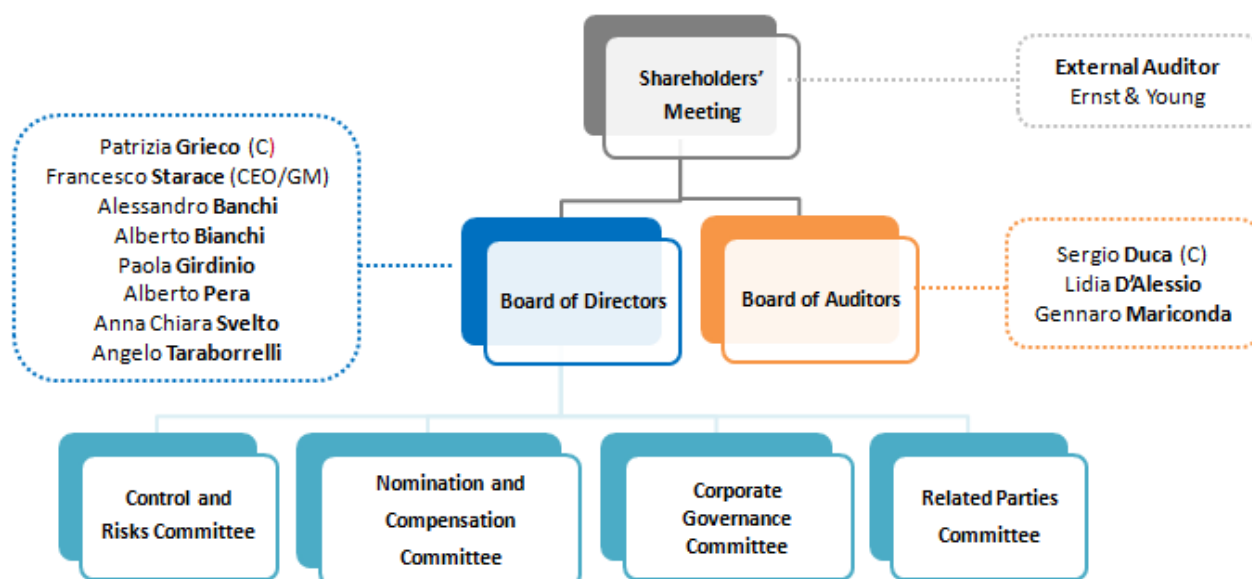 Shareholders'
Meeting
External Auditor
Ernst & Young
Patrizia Grieco (C)
Francesco Starace (CEO/GM)
Alessandro Banchi
Alberto Bianchi
Paola Girdinio
Alberto Pera
Anna Chiara Svelto
Angelo Taraborrelli
Board of Directors
Board of Auditors
Sergio Duca (C)
Lidia D'Alessio
Gennaro Mariconda
Control and
Risks Committee
Nomination and
Compensation
Committee
Corporate
Governance
Committee
Related Parties
Committee